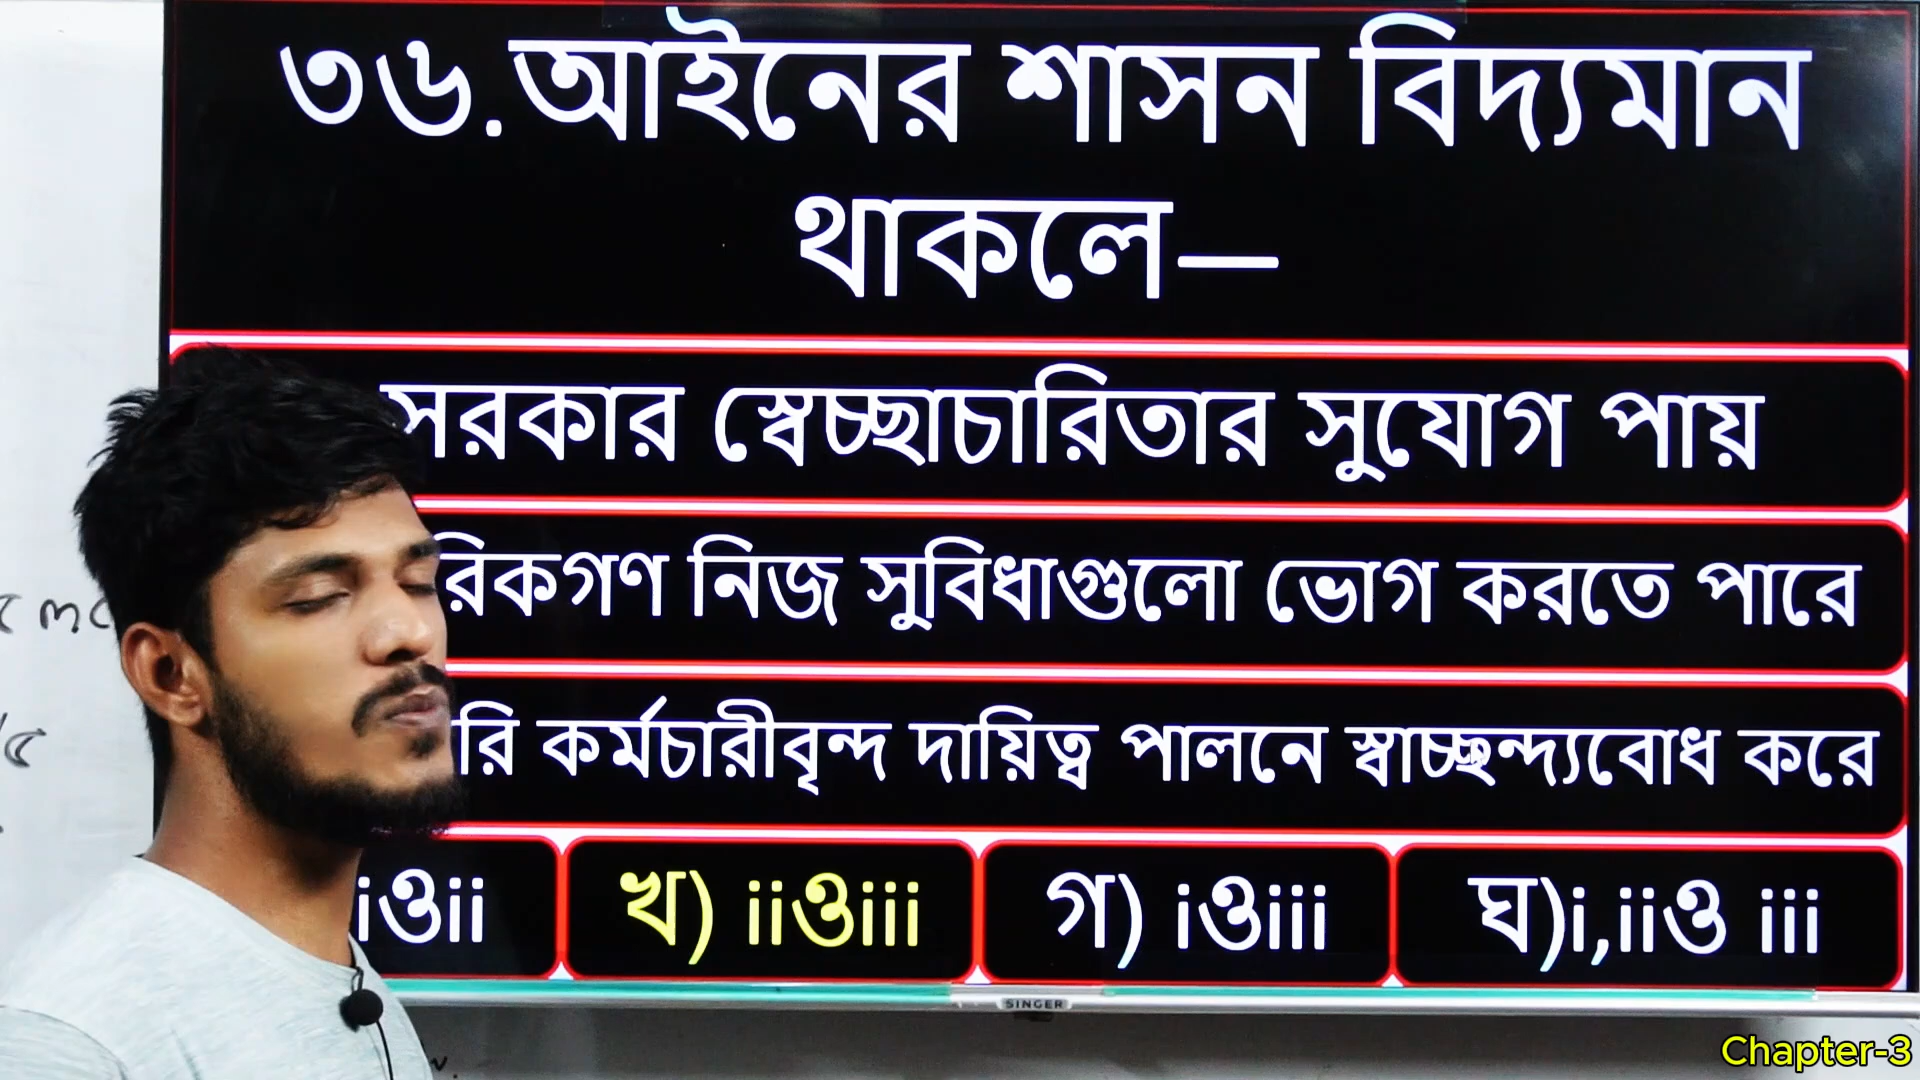 ৩৬.আইনের শাসন বিদ্যমান
থাকলে—
সরকার স্বেচ্ছাচারিতার সুযোগ পায়
রিকগণ নিজ সুবিধাগুলো ভোগ করতে পারে
রি কর্মচারীবৃন্দ দায়িত্ব পালনে স্বাচ্ছন্দ্যবোধ করে
iওii খ) iiওiii গ) iওiii ঘ)i,iiও iii
SINGER
Chapter-3